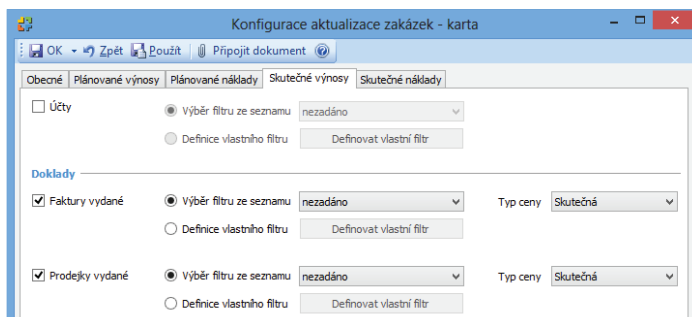 Konfigurace aktualizace zakázek - karta
OK Zpět Použít Připojit dokument
Obecné Plánované výnosy Plánované náklady Skutečné výnosy Skutečné náklady
Účty Výběr filtru ze seznamu nezadáno
Definice vlastního filtru Definovat vlastní filtr
Doklady
Faktury vydané Výběr filtru ze seznamu nezadáno Typ ceny Skutečná
Definice vlastního filtru Definovat vlastní filtr
Prodejky vydané Výběr filtru ze seznamu nezadáno Typ ceny Skutečná
Definice vlastního filtru Definovat vlastní filtr